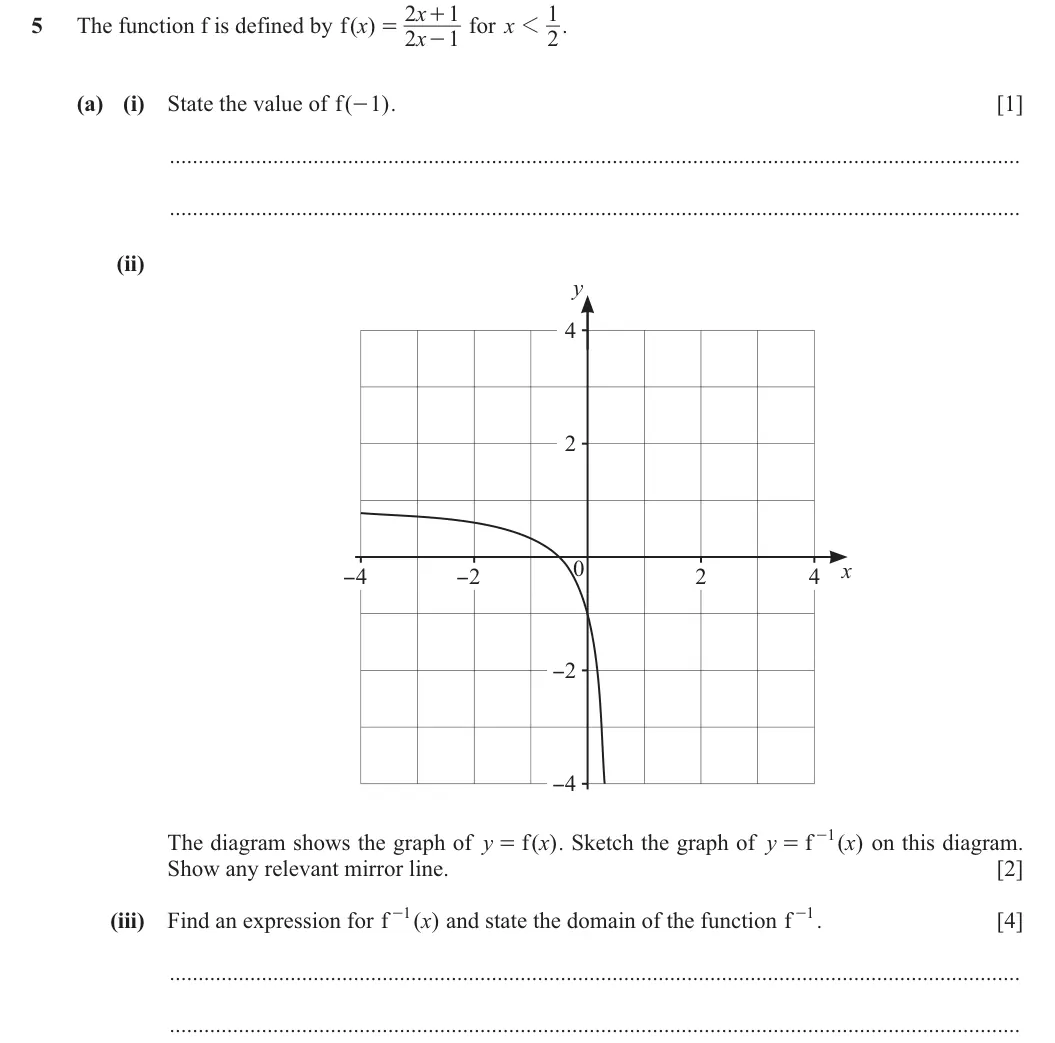 5 The function f is defined by f(x) = (2x+1)/(2x−1) for x < 1/2.
(a) (i) State the value of f(−1). [1]
(ii)
y
4
2
−4 −2 0 2 4 x
−2
−4
The diagram shows the graph of y = f(x). Sketch the graph of y = f⁻¹(x) on this diagram.
Show any relevant mirror line. [2]
(iii) Find an expression for f⁻¹(x) and state the domain of the function f⁻¹. [4]